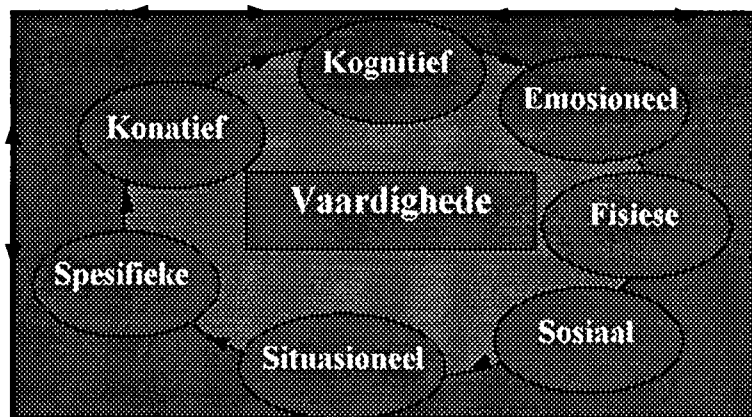 Kognitief
Emosioneel
Konatief
Vaardighede
Fisiese
Spesifieke
Sosiaal
Situasioneel